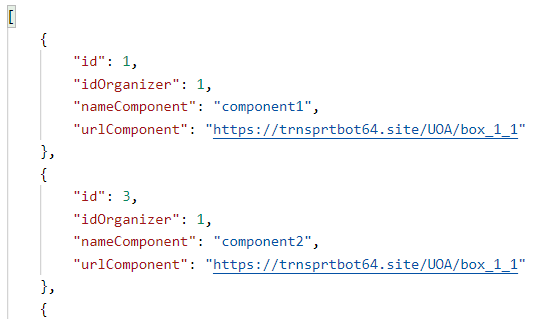 [
{
"id": 1,
"idOrganizer": 1,
"nameComponent": "component1",
"urlComponent": "https://trnsprtbot64.site/UOA/box_1_1"
},
{
"id": 3,
"idOrganizer": 1,
"nameComponent": "component2",
"urlComponent": "https://trnsprtbot64.site/UOA/box_1_1"
},
{